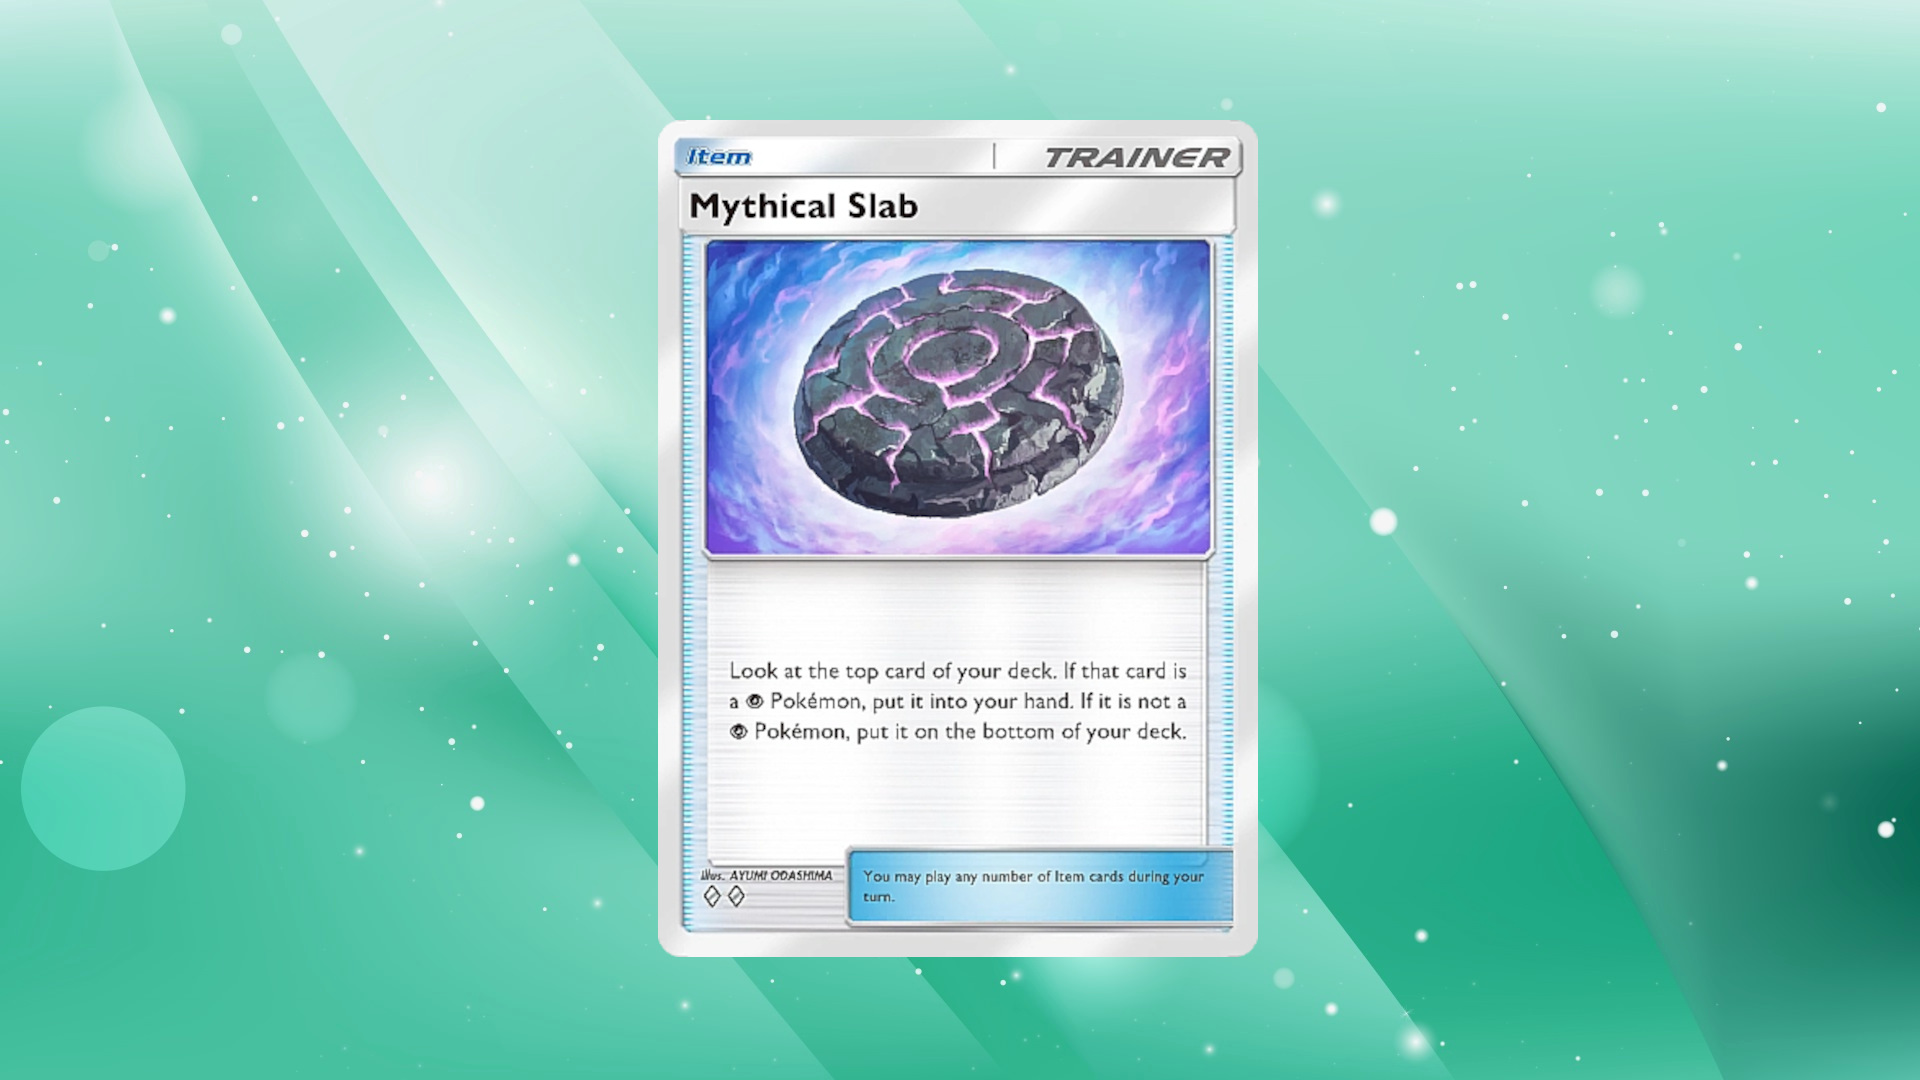 Item
TRAINER
Mythical Slab
Look at the top card of your deck. If that card is
a Pokémon, put it into your hand. If it is not a
Pokémon, put it on the bottom of your deck.
Illus. AYUMI ODASHIMA
You may play any number of Item cards during your
turn.